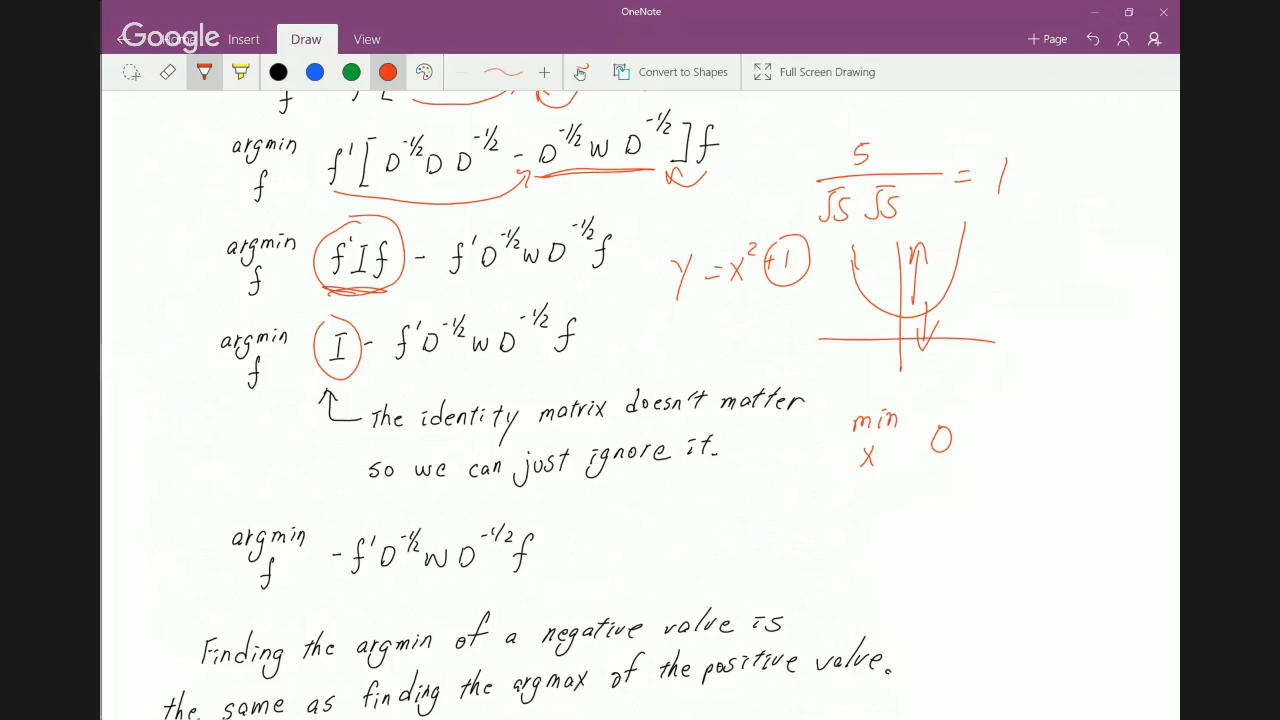 OneNote
Google
Home Insert Draw View
+ Page
Convert to Shapes Full Screen Drawing
f
argmin f'[ D^-1/2 D D^-1/2 - D^-1/2 W D^-1/2 ] f
f
5
√5 √5 = 1
argmin f'If - f'D^-1/2 W D^-1/2 f
f
y = x² +1
argmin I - f'D^-1/2 W D^-1/2 f
f
The identity matrix doesn't matter
so we can just ignore it.
min 0
x
argmin - f'D^-1/2 W D^-1/2 f
f
Finding the argmin of a negative value is
the same as finding the argmax of the positive value.